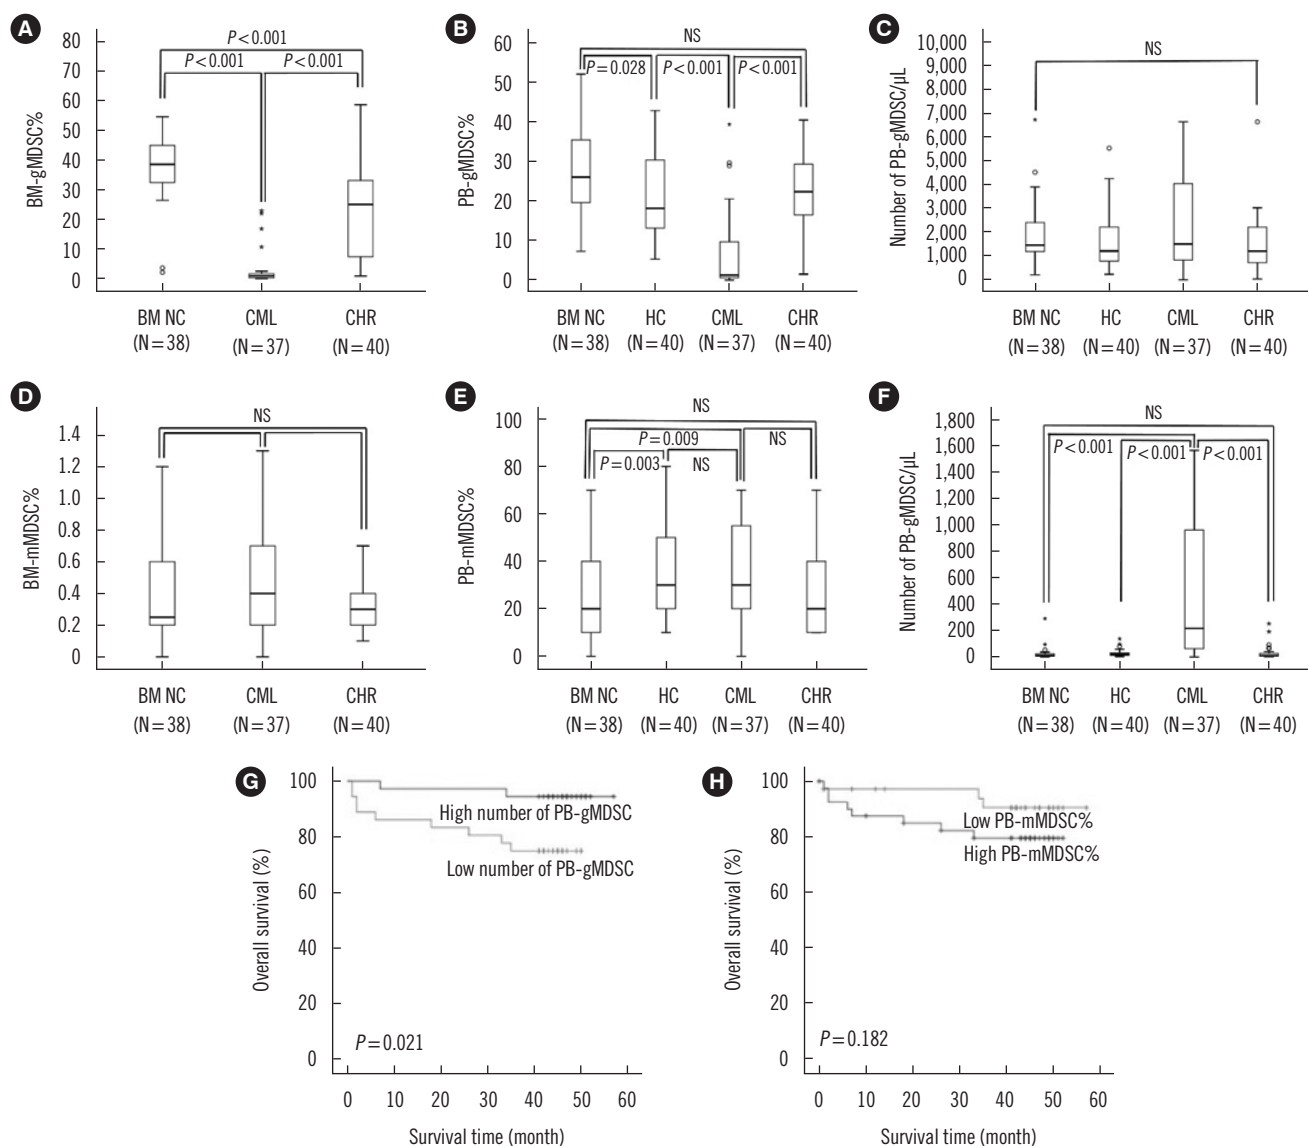 A
BM-gMDSC%
80
70
60
50
40
30
20
10
0
P<0.001
P<0.001
P<0.001
BM NC
(N=38)
CML
(N=37)
CHR
(N=40)
B
PB-gMDSC%
60
50
40
30
20
10
0
NS
P=0.028
P<0.001
P<0.001
BM NC
(N=38)
HC
(N=40)
CML
(N=37)
CHR
(N=40)
C
Number of PB-gMDSC/µL
10,000
9,000
8,000
7,000
6,000
5,000
4,000
3,000
2,000
1,000
0
NS
BM NC
(N=38)
HC
(N=40)
CML
(N=37)
CHR
(N=40)
D
BM-mMDSC%
1.4
1.2
1.0
0.8
0.6
0.4
0.2
0
NS
BM NC
(N=38)
CML
(N=37)
CHR
(N=40)
E
PB-mMDSC%
100
80
60
40
20
0
NS
P=0.009
NS
P=0.003
NS
BM NC
(N=38)
HC
(N=40)
CML
(N=37)
CHR
(N=40)
F
Number of PB-gMDSC/µL
1,800
1,600
1,400
1,200
1,000
800
600
400
200
0
NS
P<0.001
P<0.001
P<0.001
BM NC
(N=38)
HC
(N=40)
CML
(N=37)
CHR
(N=40)
G
Overall survival (%)
100
80
60
40
20
0
High number of PB-gMDSC
Low number of PB-gMDSC
P=0.021
0 10 20 30 40 50 60
Survival time (month)
H
Overall survival (%)
100
80
60
40
20
0
Low PB-mMDSC%
High PB-mMDSC%
P=0.182
0 10 20 30 40 50 60
Survival time (month)